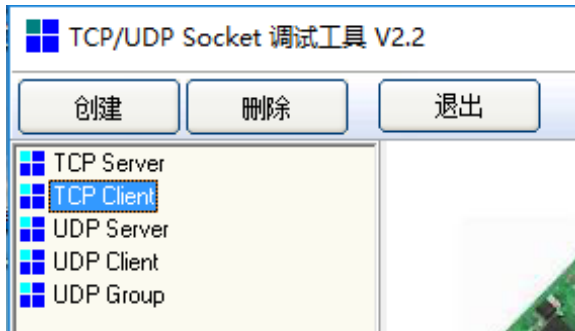 TCP/UDP Socket 调试工具 V2.2
创建 删除 退出
TCP Server
TCP Client
UDP Server
UDP Client
UDP Group